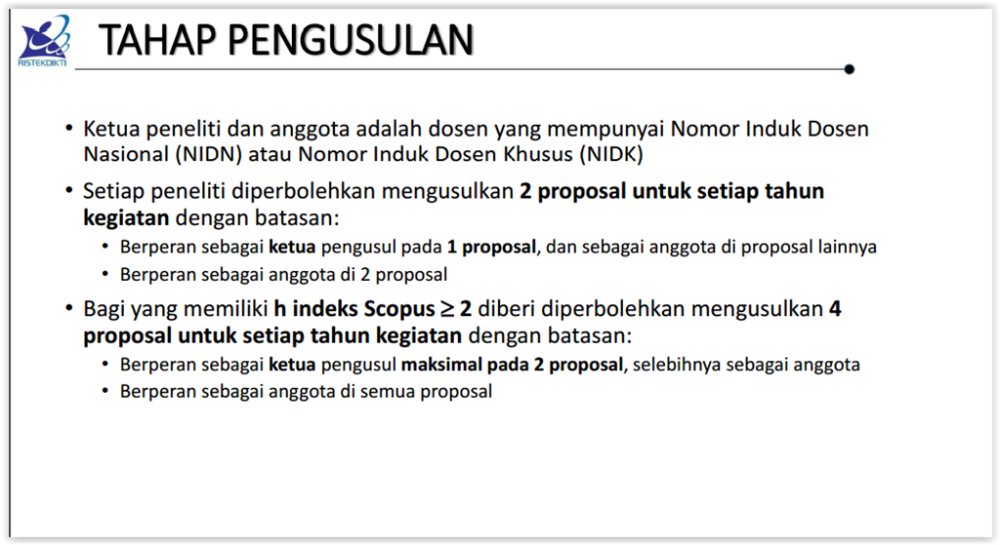 RISTEKDIKTI
TAHAP PENGUSULAN
• Ketua peneliti dan anggota adalah dosen yang mempunyai Nomor Induk Dosen
Nasional (NIDN) atau Nomor Induk Dosen Khusus (NIDK)
• Setiap peneliti diperbolehkan mengusulkan 2 proposal untuk setiap tahun
kegiatan dengan batasan:
• Berperan sebagai ketua pengusul pada 1 proposal, dan sebagai anggota di proposal lainnya
• Berperan sebagai anggota di 2 proposal
• Bagi yang memiliki h indeks Scopus ≥ 2 diberi diperbolehkan mengusulkan 4
proposal untuk setiap tahun kegiatan dengan batasan:
• Berperan sebagai ketua pengusul maksimal pada 2 proposal, selebihnya sebagai anggota
• Berperan sebagai anggota di semua proposal